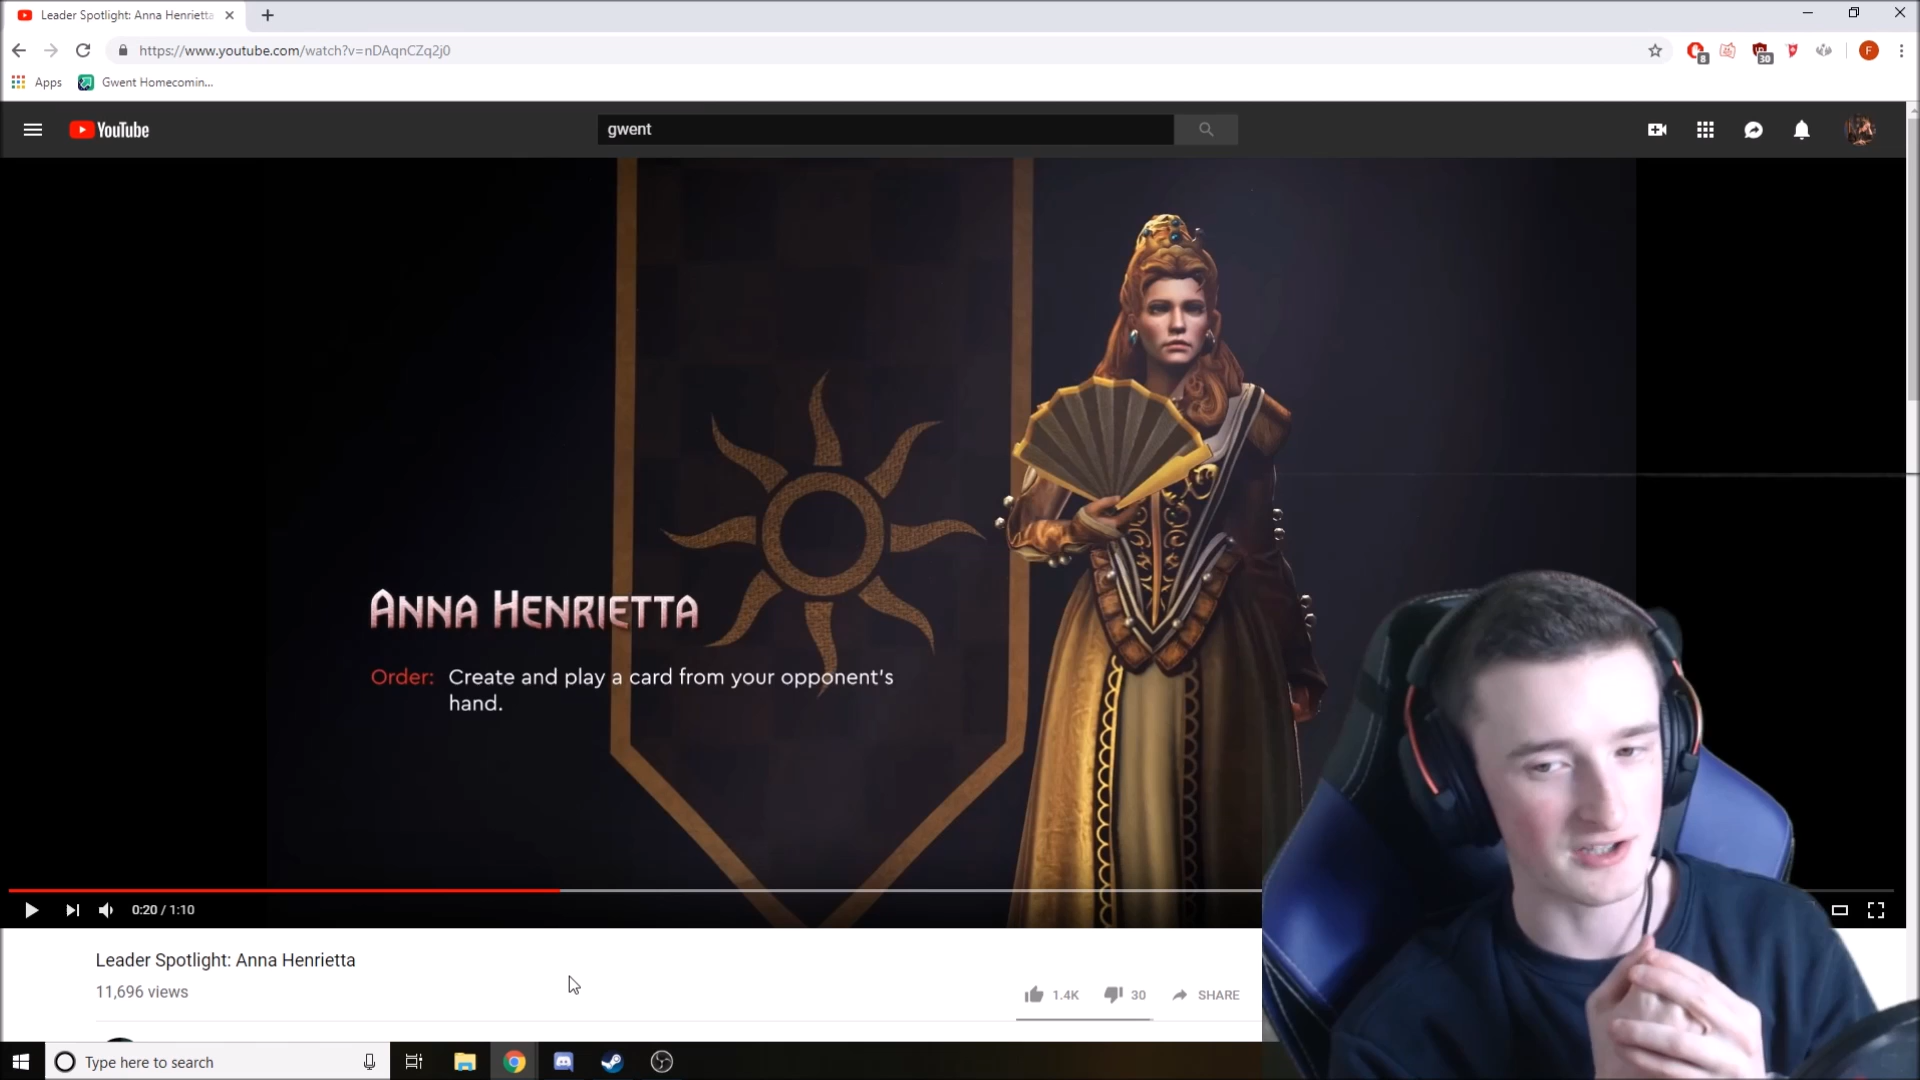 Leader Spotlight: Anna Henrietta
https://www.youtube.com/watch?v=nDAqnCZq2j0
8
30
F
Apps
Gwent Homecomin...
YouTube
gwent
ANNA HENRIETTA
Order: Create and play a card from your opponent's
hand.
0:20 / 1:10
Leader Spotlight: Anna Henrietta
11,696 views
1.4K
30
SHARE
Type here to search